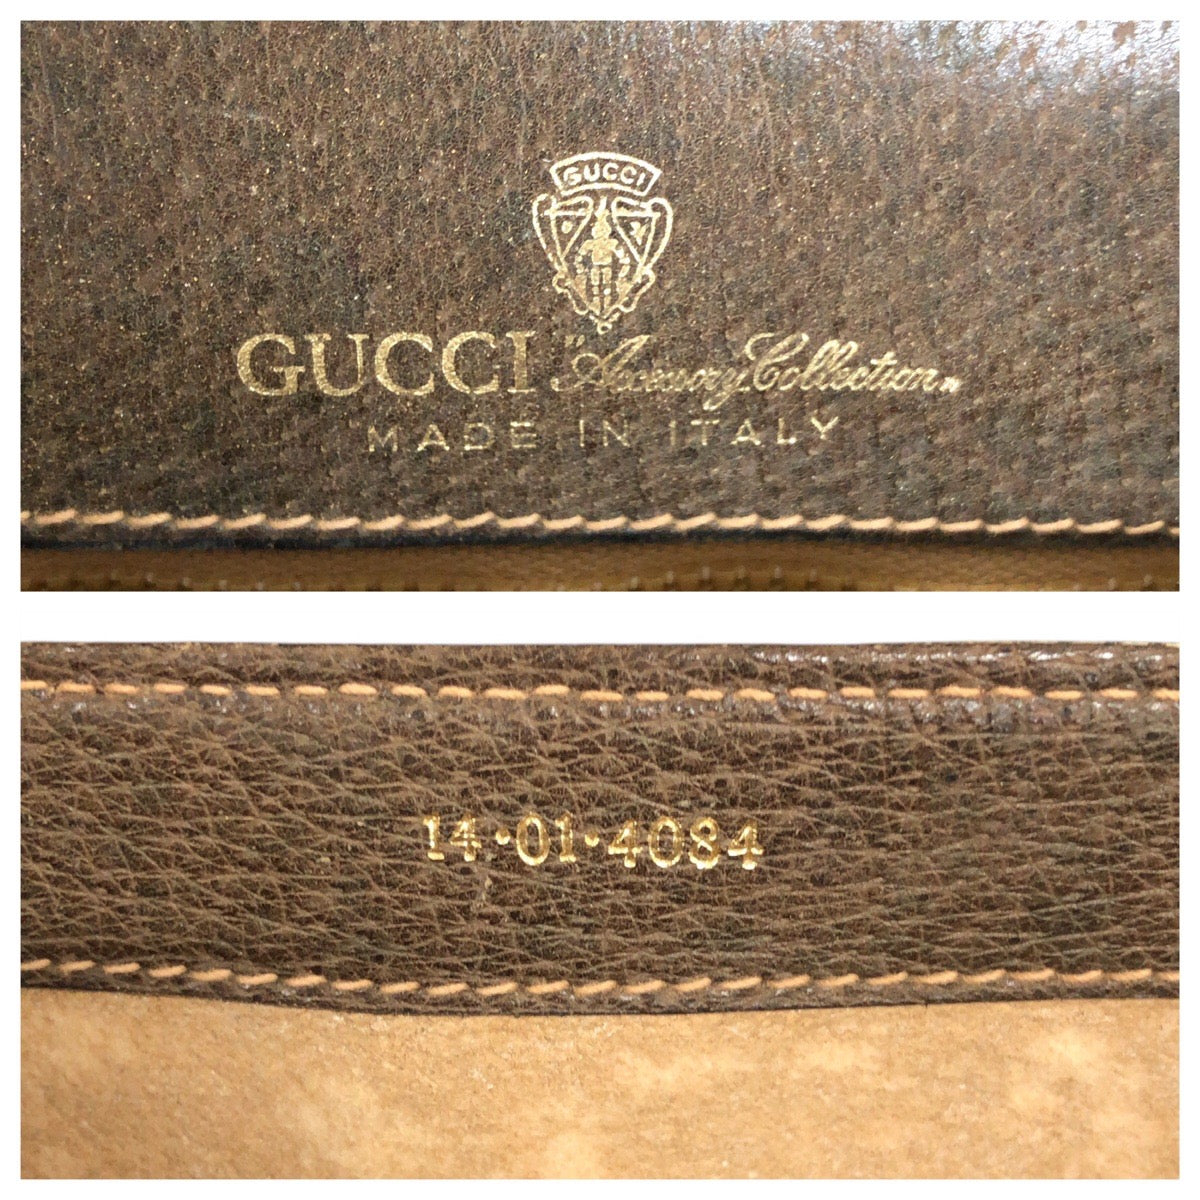 GUCCI
GUCCI "Accessory Collection"
MADE IN ITALY
14·01·4084